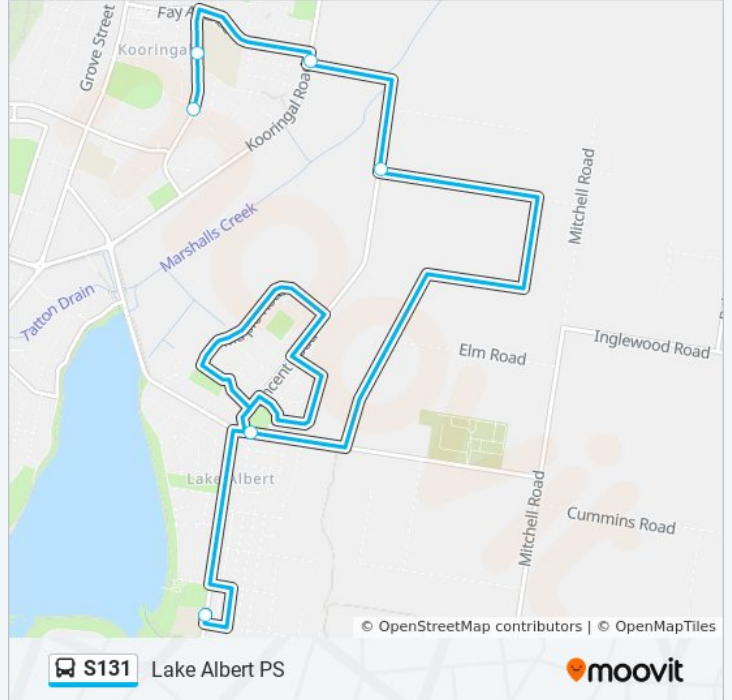 Fay A
Grove Street
Kooringal
Kooringal Road
Mitchell Road
Marshalls Creek
Tatton Drain
Inglewood Road
Elm Road
Lake Albert
Mitchell Road
Cummins Road
© OpenStreetMap contributors | © OpenMapTiles
S131 Lake Albert PS
moovit